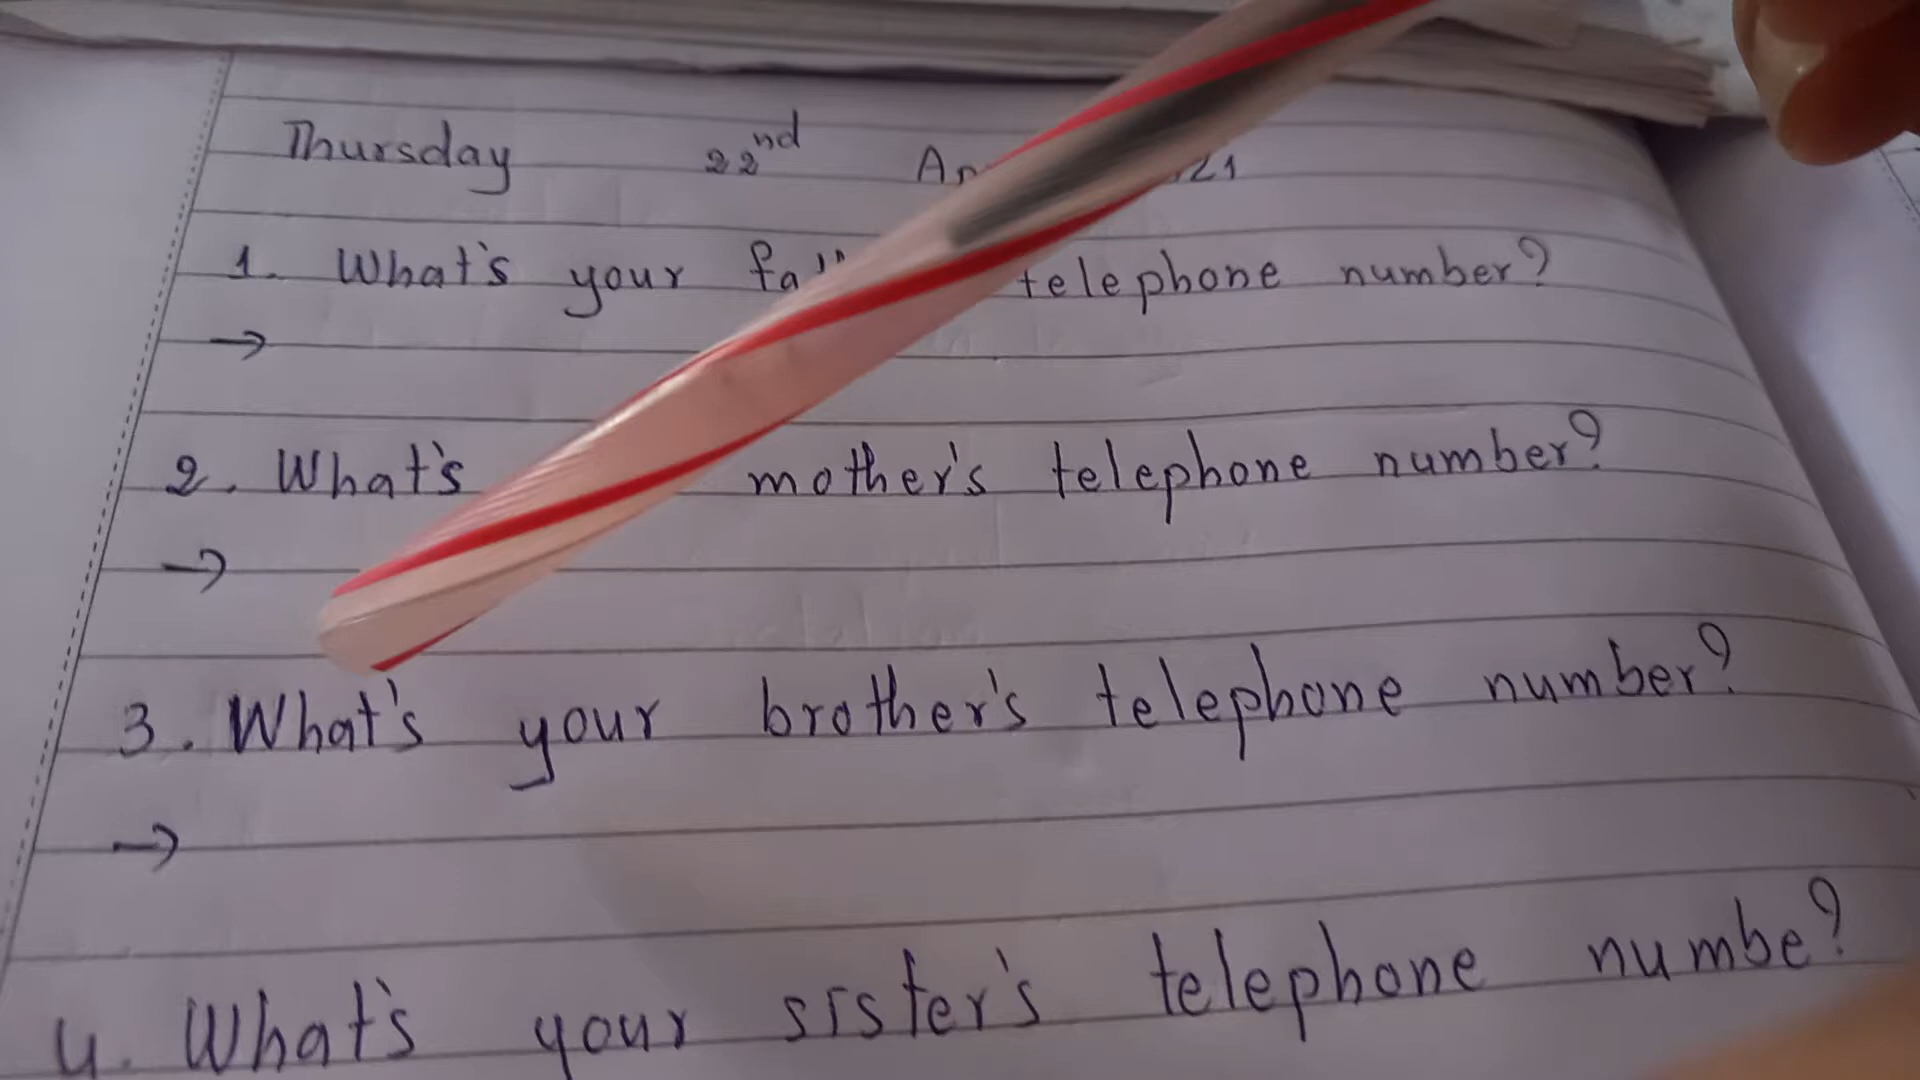 Thursday 22nd
1. What's your telephone number?
→
2. What's mother's telephone number?
→
3. What's your brother's telephone number?
→
4. What's your sister's telephone numbe?